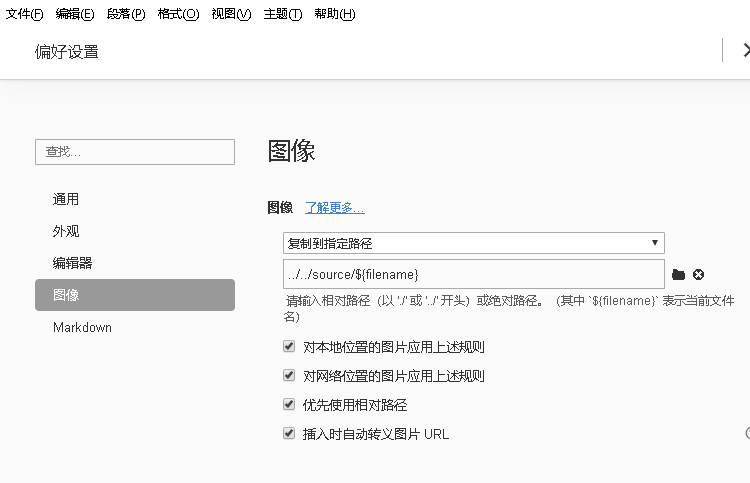 文件(F) 编辑(E) 段落(P) 格式(O) 视图(V) 主题(T) 帮助(H)
偏好设置
查找...
图像
通用
图像 了解更多...
外观
复制到指定路径
编辑器
../../source/${filename}
图像
请输入相对路径（以 './' 或 '../' 开头）或绝对路径。 （其中 `${filename}` 表示当前文件
名)
Markdown
对本地位置的图片应用上述规则
对网络位置的图片应用上述规则
优先使用相对路径
插入时自动转义图片 URL